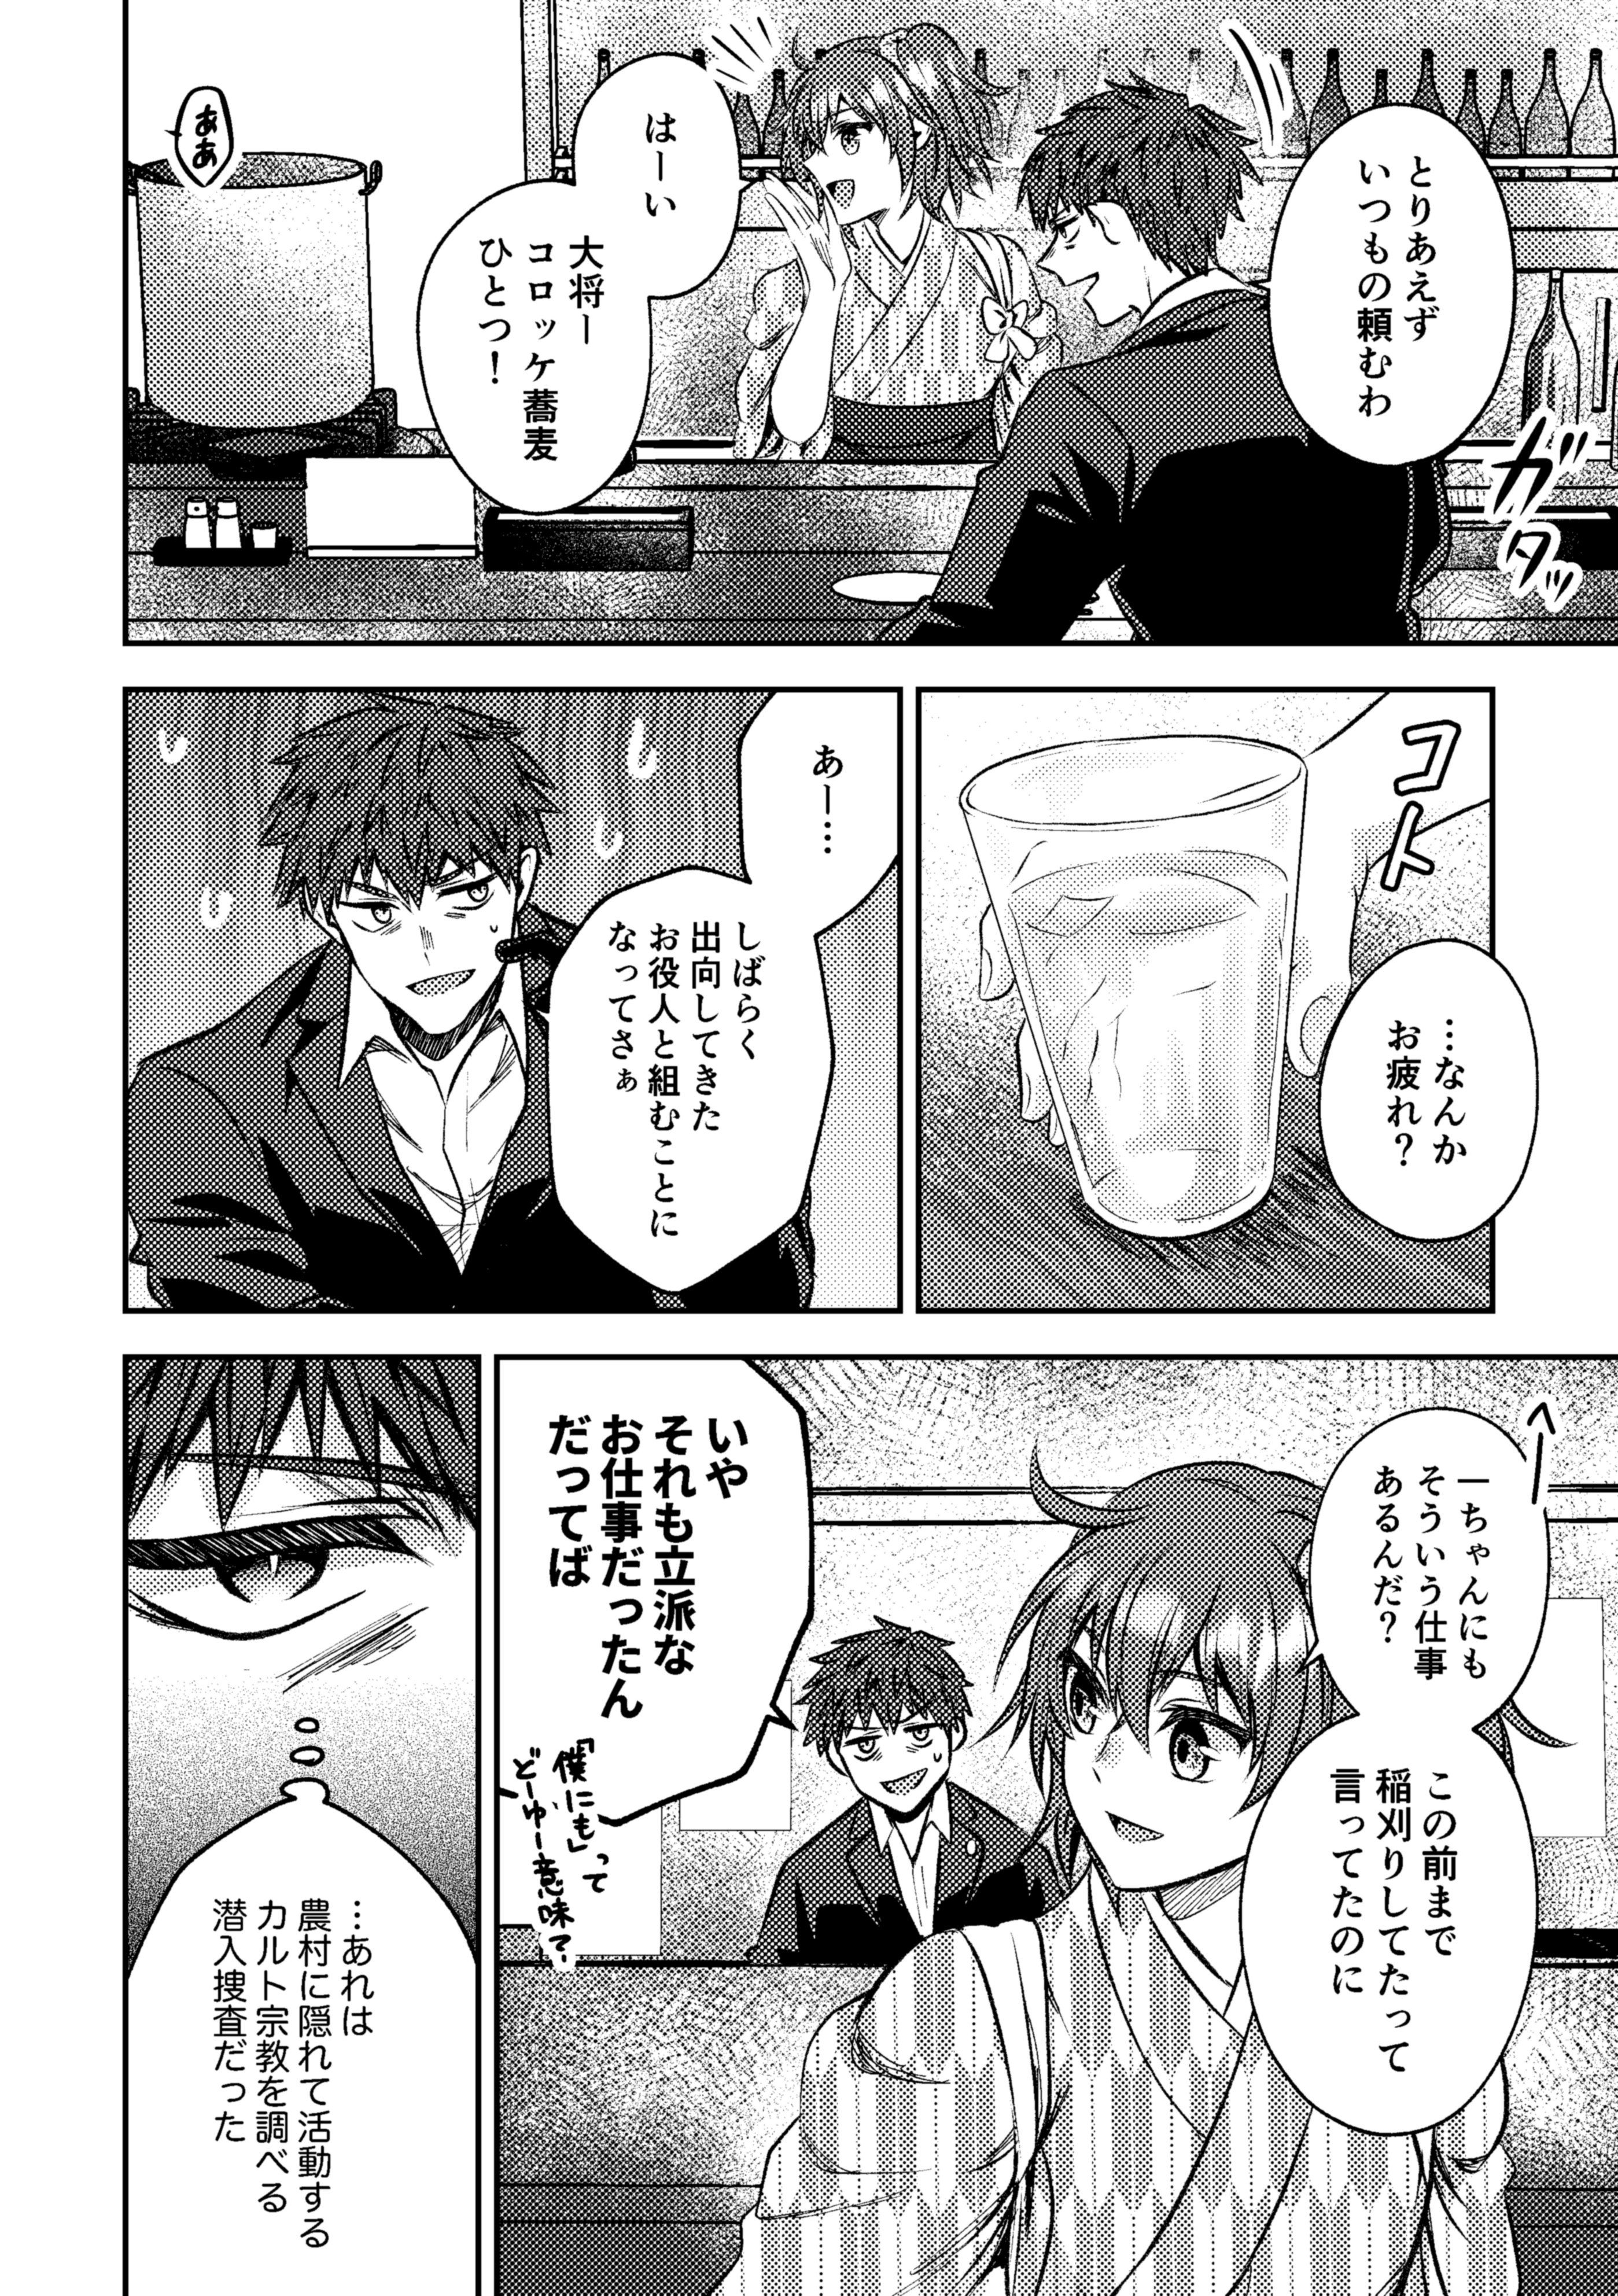 とりあえず
いつもの頼むわ
ガタッ
はーい
大将ー
コロッケ蕎麦
ひとつ!
ああ
コト
…なんか
お疲れ?
あー…
しばらく
出向してきた
お役人と組むことに
なってさぁ
一ちゃんにも
そういう仕事
あるんだ?
この前まで
稲刈りしてたって
言ってたのに
いや
それも立派な
お仕事だったん
だってば
「僕にも」って
どーゆー意味?
…あれは
農村に隠れて活動する
カルト宗教を調べる
潜入捜査だった